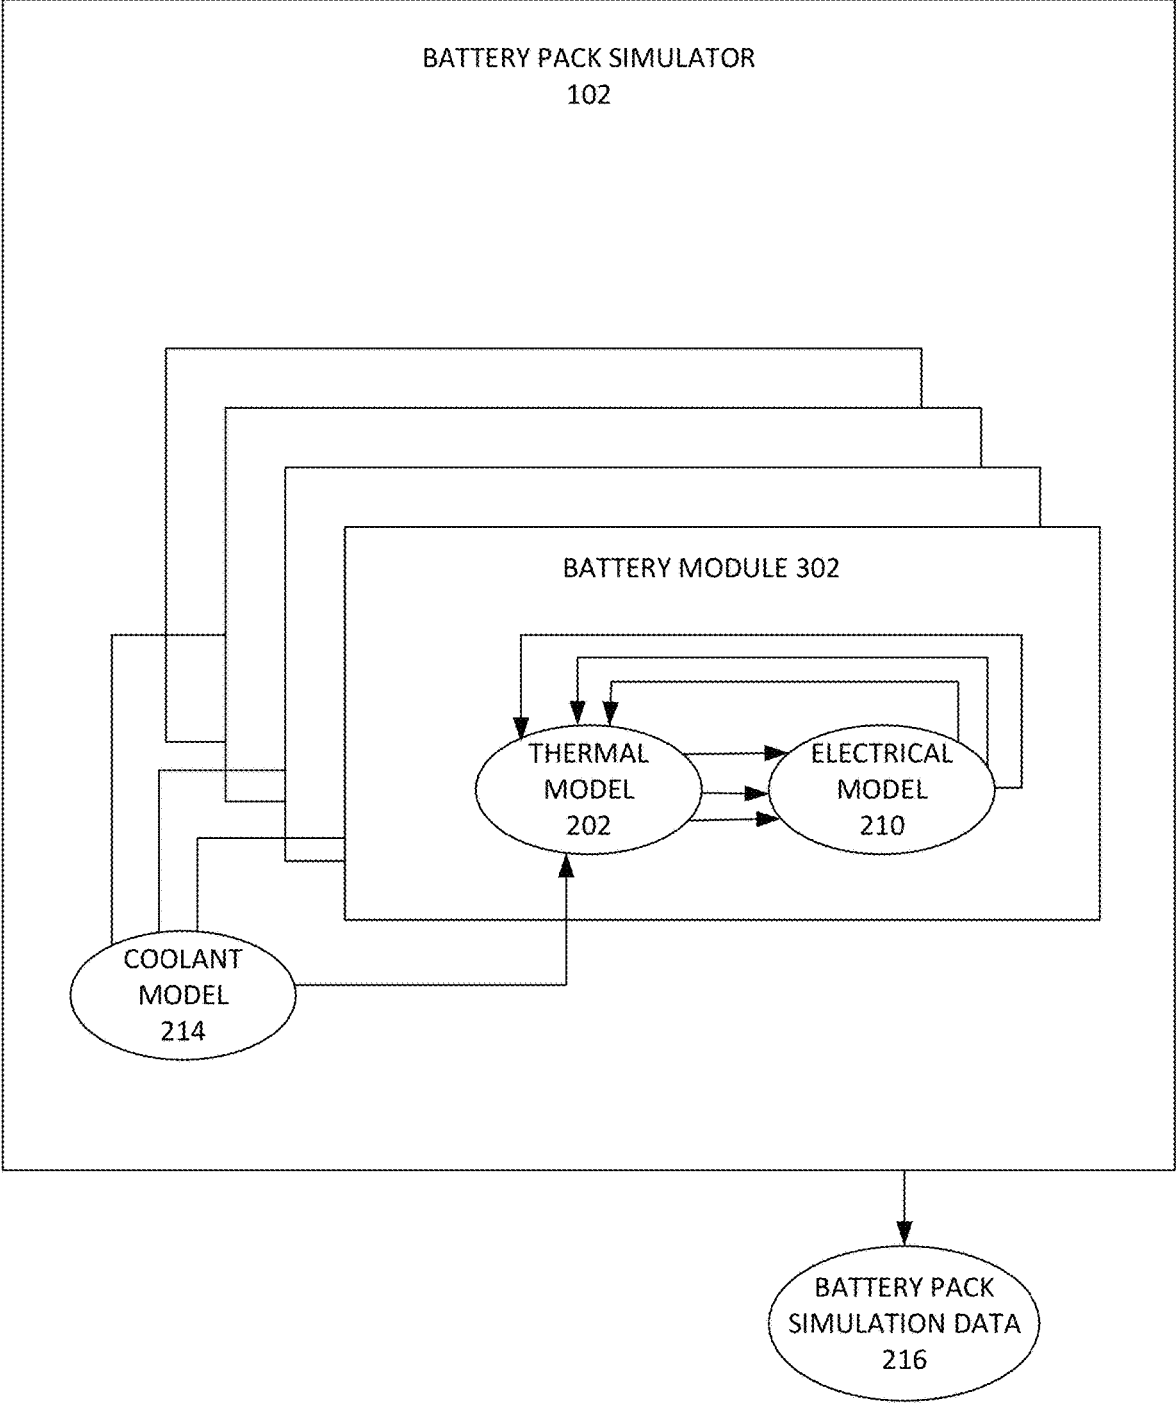 BATTERY PACK SIMULATOR
102
BATTERY MODULE 302
THERMAL
MODEL
202
ELECTRICAL
MODEL
210
COOLANT
MODEL
214
BATTERY PACK
SIMULATION DATA
216